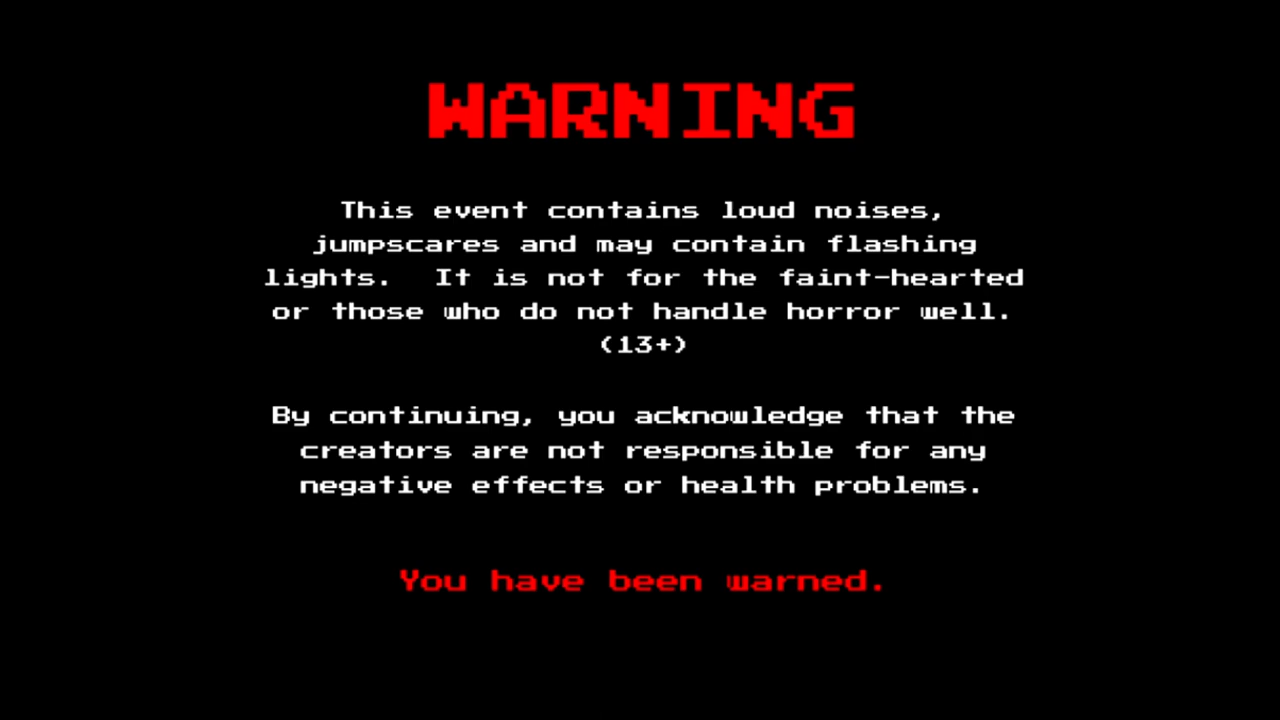 WARNING
This event contains loud noises,
jumpscares and may contain flashing
lights.  It is not for the faint-hearted
or those who do not handle horror well.
(13+)
By continuing, you acknowledge that the
creators are not responsible for any
negative effects or health problems.
You have been warned.